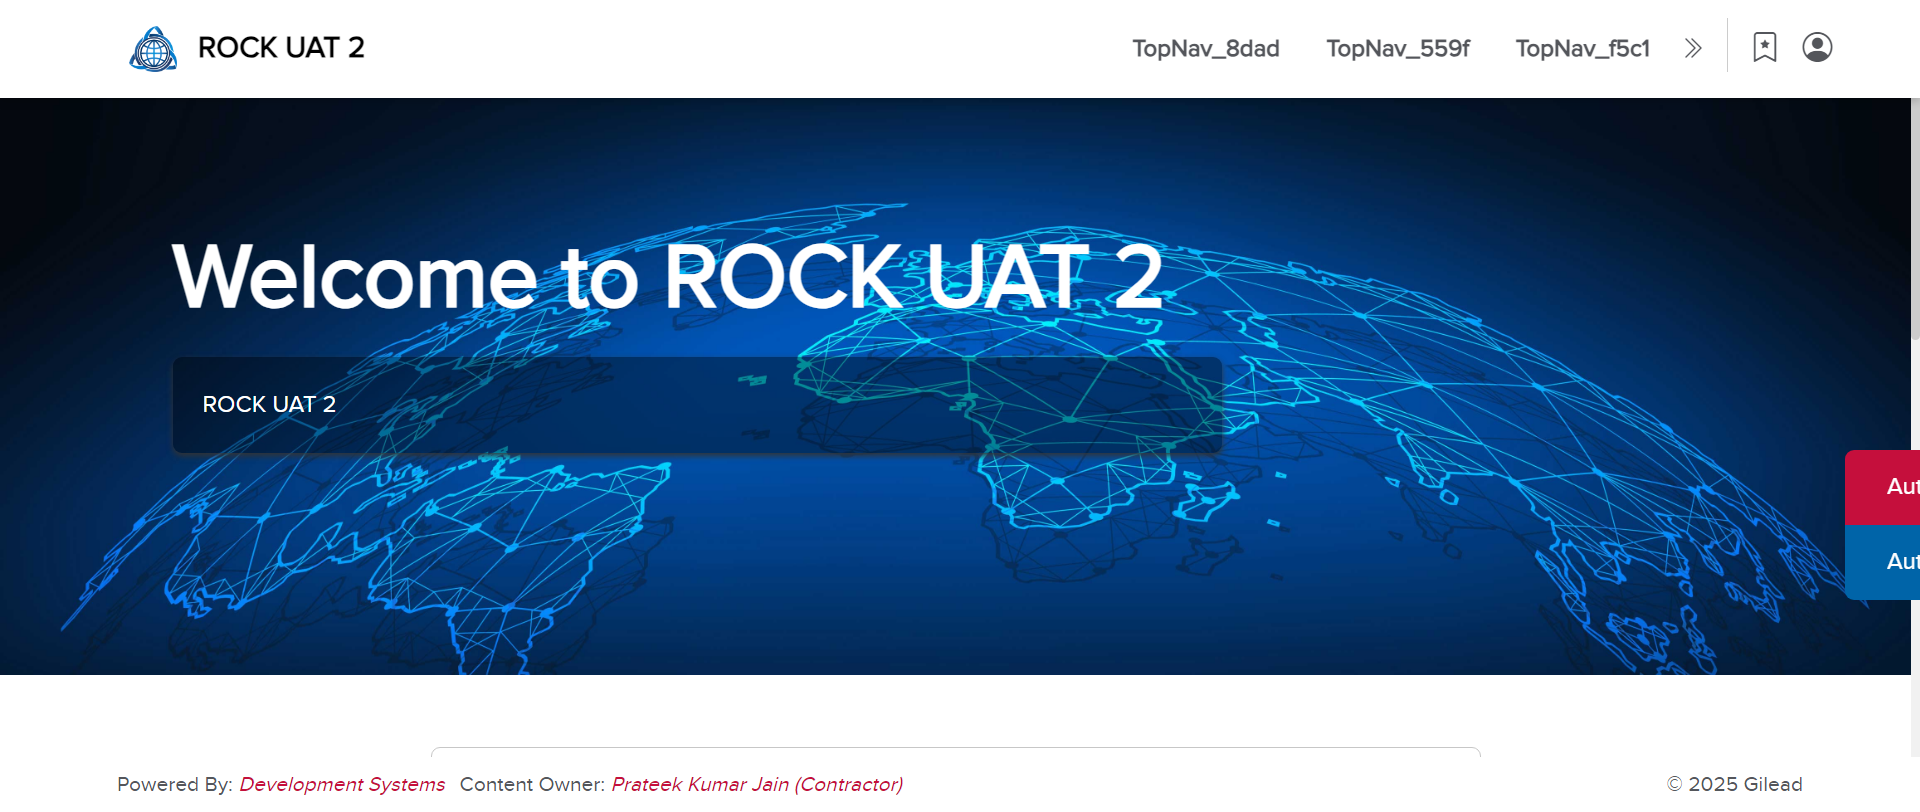 ROCK UAT 2
TopNav_8dad TopNav_559f TopNav_f5c1
Welcome to ROCK UAT 2
ROCK UAT 2
Aut
Aut
Powered By: Development Systems Content Owner: Prateek Kumar Jain (Contractor)
© 2025 Gilead